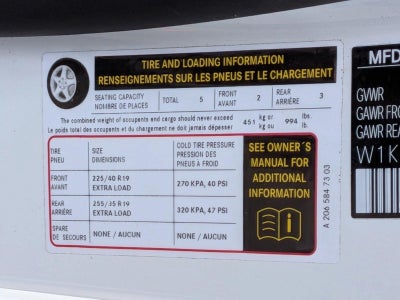 TIRE AND LOADING INFORMATION
RENSEIGNEMENTS SUR LES PNEUS ET LE CHARGEMENT
SEATING CAPACITY
NOMBRE DE PLACES
TOTAL 5
FRONT
AVANT
2
REAR
ARRIÈRE
3
The combined weight of occupants and cargo should never exceed
Le poids total des occupants et du chargement ne doit jamais dépasser
451 kg or
kg ou
994 lbs.
lb.
TIRE
PNEU
SIZE
DIMENSIONS
COLD TIRE PRESSURE
PRESSION DES
PNEUS À FROID
FRONT
AVANT
225/40 R19
EXTRA LOAD
270 KPA, 40 PSI
REAR
ARRIÈRE
255/35 R19
EXTRA LOAD
320 KPA, 47 PSI
SPARE
DE SECOURS
NONE / AUCUN
NONE / AUCUN
SEE OWNER´S
MANUAL FOR
ADDITIONAL
INFORMATION
A 206 584 73 03
MFD
GVWR
GAWR FRO
GAWR REA
W1K